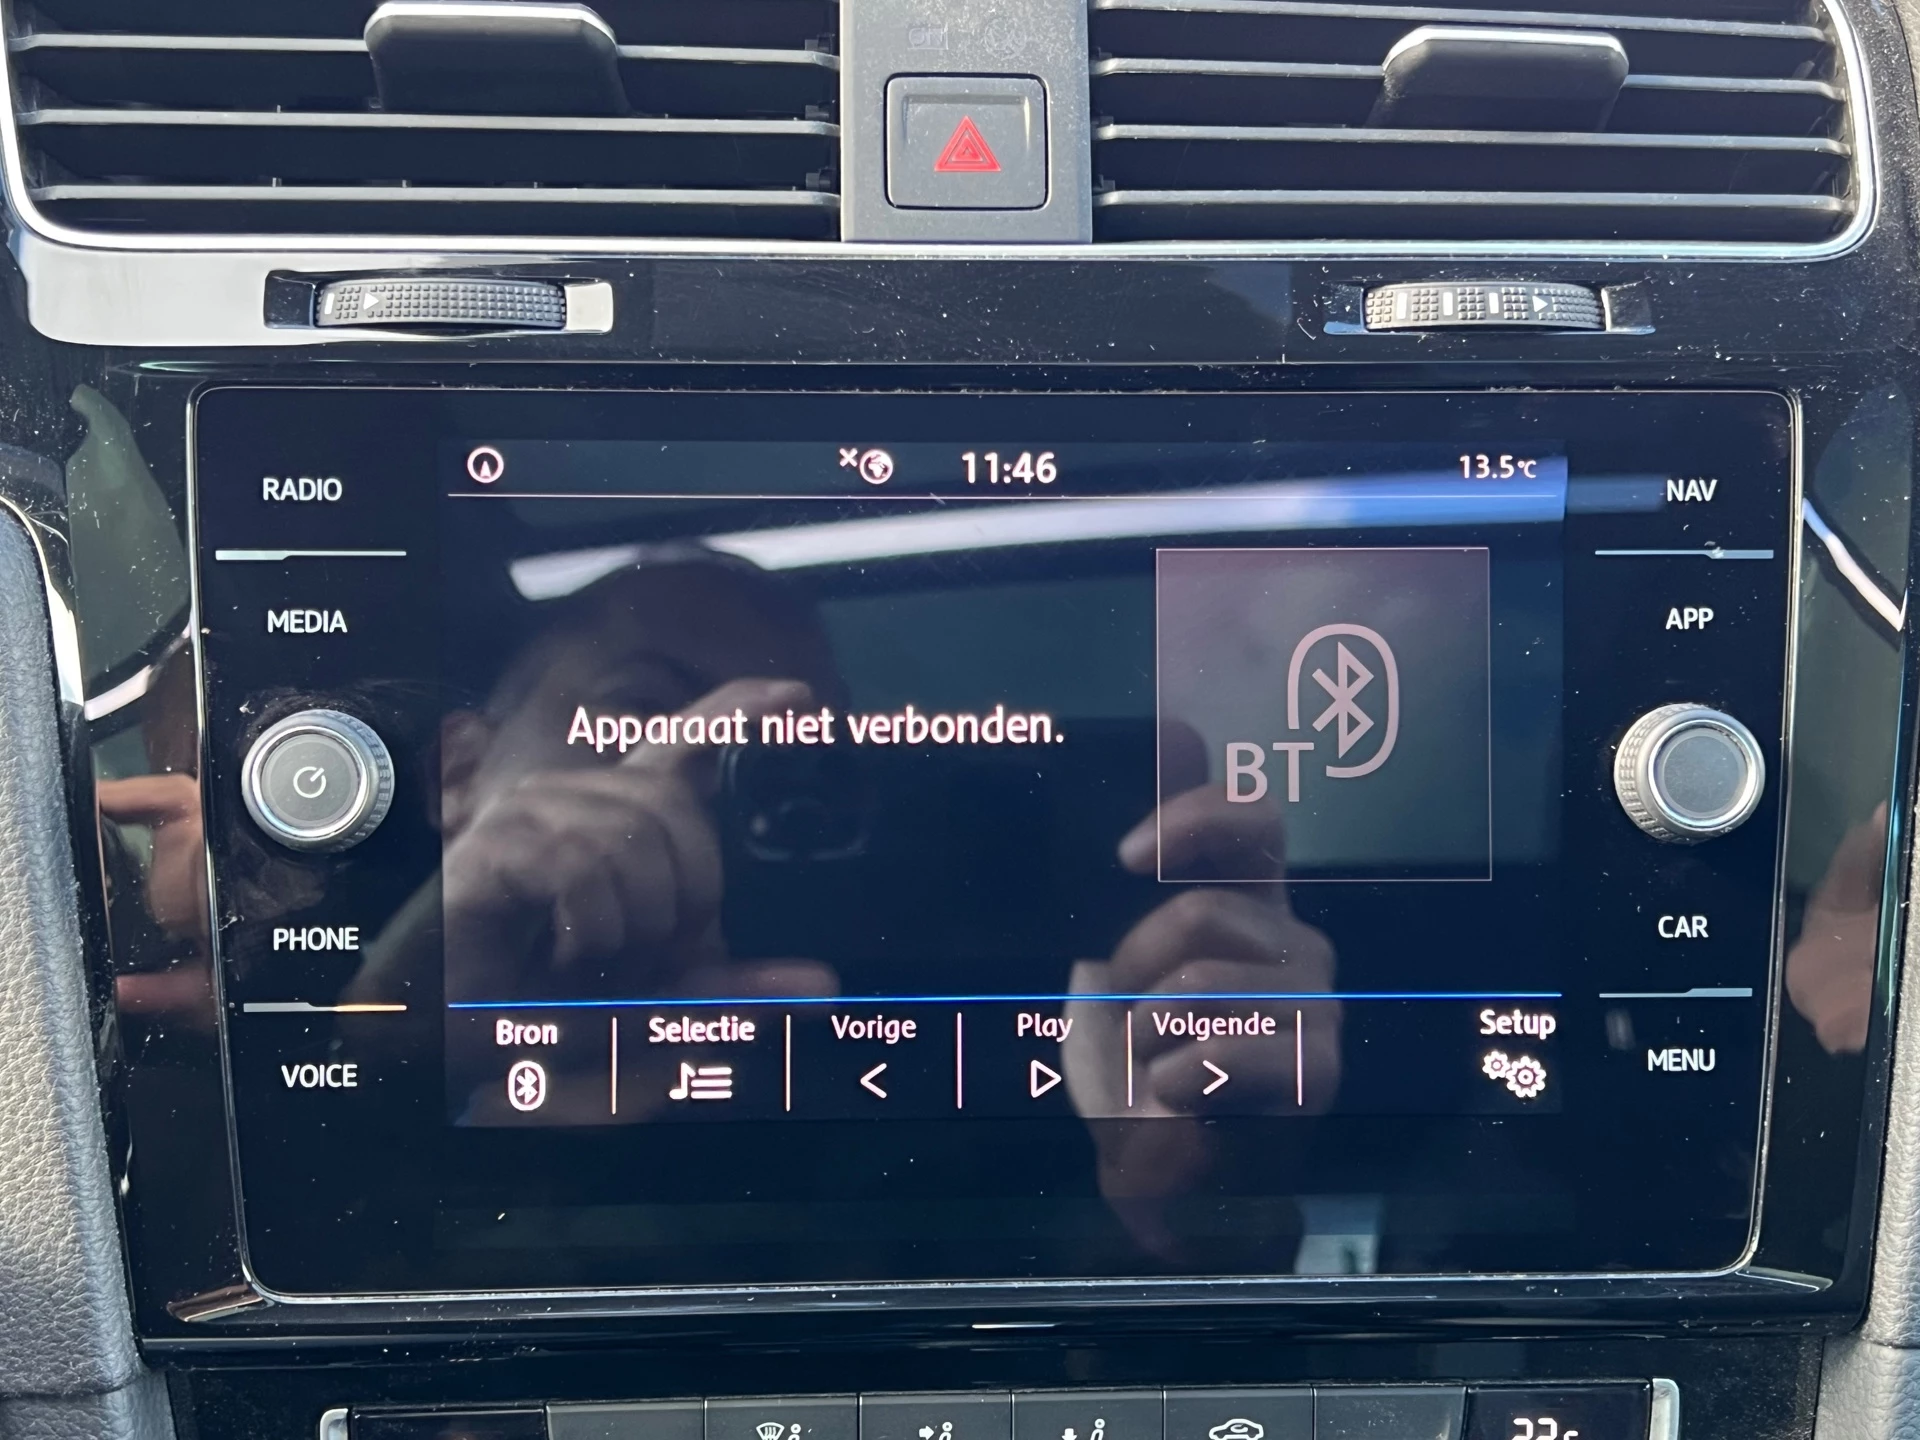 OFF
RADIO
11:46
13.5°C
NAV
MEDIA
APP
Apparaat niet verbonden.
BT
PHONE
CAR
Bron
Selectie
Vorige
Play
Volgende
Setup
VOICE
MENU